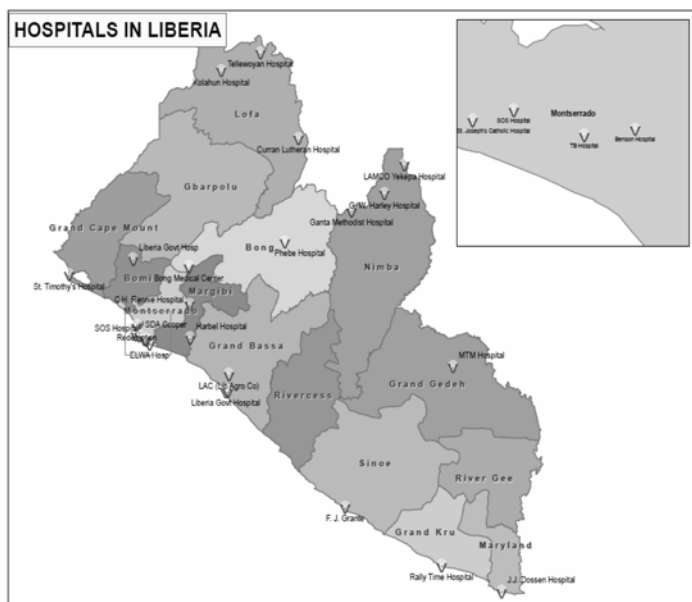 HOSPITALS IN LIBERIA
Tellewoyan Hospital
Kolahun Hospital
Lofa
Curran Lutheran Hospital
Montserrado
SOS Hospital
St. Joseph's Catholic Hospital
TB Hospital
Benson Hospital
LAMCO Yekepa Hospital
Gbarpolu
G. W. Harley Hospital
Ganta Methodist Hospital
Grand Cape Mount
Liberia Govt Hosp
Bong
Phebe Hospital
Nimba
St. Timothy's Hospital
Bomi
Bong Medical Center
Margibi
C.H. Rennie Hospital
Montserrado
SOS Hospital
SDA Cooper
Harbel Hospital
ELWA Hosp
Grand Bassa
MTM Hospital
Grand Gedeh
LAC (Lib Agro Co)
Liberia Govt Hospital
Rivercess
Sinoe
River Gee
F. J. Grante
Grand Kru
Maryland
Rally Time Hospital
J.J. Dossen Hospital